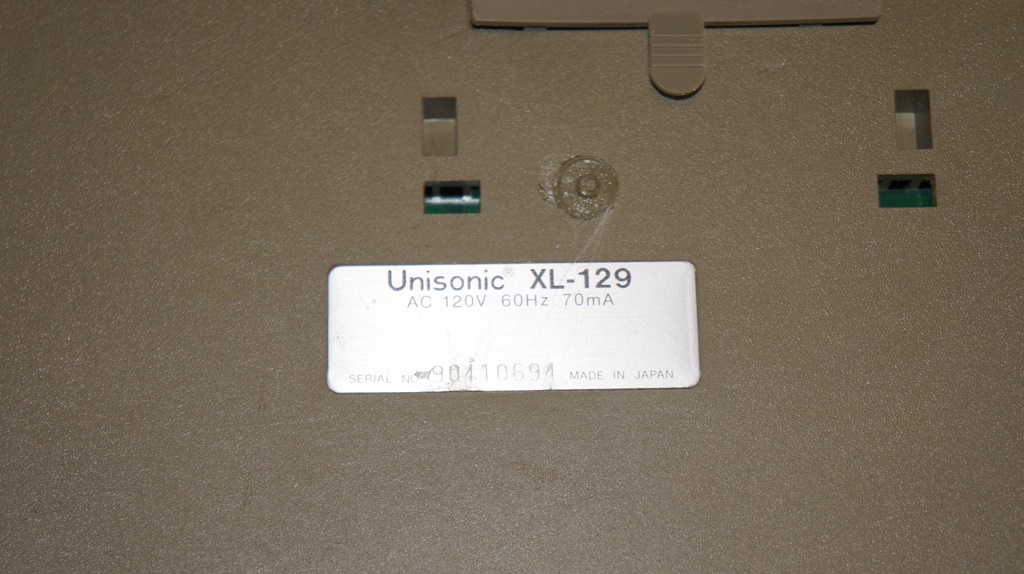 Unisonic® XL-129
AC 120V 60Hz 70mA
SERIAL NO. 90410694 MADE IN JAPAN